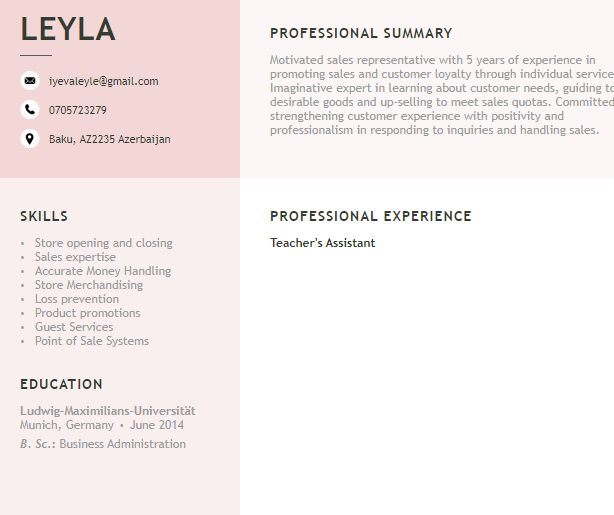 LEYLA
iyevaleyle@gmail.com
0705723279
Baku, AZ2235 Azerbaijan
PROFESSIONAL SUMMARY
Motivated sales representative with 5 years of experience in
promoting sales and customer loyalty through individual service
Imaginative expert in learning about customer needs, guiding to
desirable goods and up-selling to meet sales quotas. Committed
strengthening customer experience with positivity and
professionalism in responding to inquiries and handling sales.
SKILLS
• Store opening and closing
• Sales expertise
• Accurate Money Handling
• Store Merchandising
• Loss prevention
• Product promotions
• Guest Services
• Point of Sale Systems
EDUCATION
Ludwig-Maximilians-Universität
Munich, Germany • June 2014
B. Sc.: Business Administration
PROFESSIONAL EXPERIENCE
Teacher's Assistant